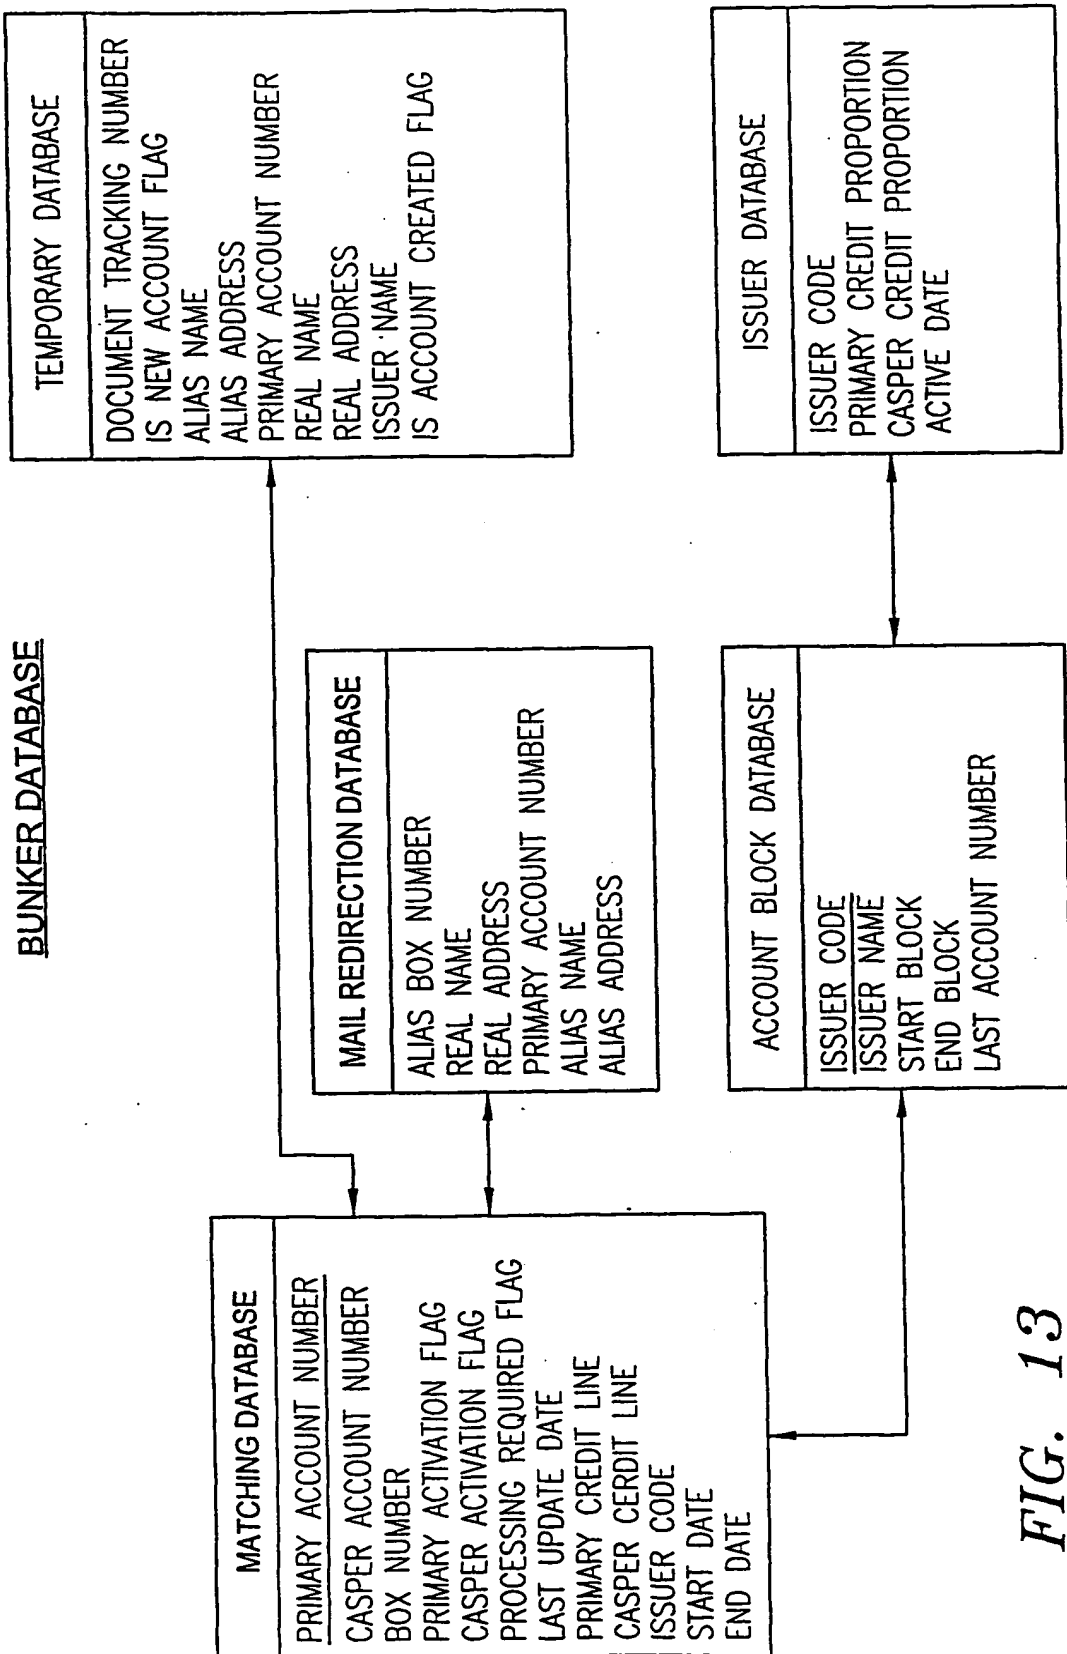 BUNKER DATABASE
MATCHING DATABASE
PRIMARY ACCOUNT NUMBER
CASPER ACCOUNT NUMBER
BOX NUMBER
PRIMARY ACTIVATION FLAG
CASPER ACTIVATION FLAG
PROCESSING REQUIRED FLAG
LAST UPDATE DATE
PRIMARY CREDIT LINE
CASPER CERDIT LINE
ISSUER CODE
START DATE
END DATE
MAIL REDIRECTION DATABASE
ALIAS BOX NUMBER
REAL NAME
REAL ADDRESS
PRIMARY ACCOUNT NUMBER
ALIAS NAME
ALIAS ADDRESS
TEMPORARY DATABASE
DOCUMENT TRACKING NUMBER
IS NEW ACCOUNT FLAG
ALIAS NAME
ALIAS ADDRESS
PRIMARY ACCOUNT NUMBER
REAL NAME
REAL ADDRESS
ISSUER NAME
IS ACCOUNT CREATED FLAG
ACCOUNT BLOCK DATABASE
ISSUER CODE
ISSUER NAME
START BLOCK
END BLOCK
LAST ACCOUNT NUMBER
ISSUER DATABASE
ISSUER CODE
PRIMARY CREDIT PROPORTION
CASPER CREDIT PROPORTION
ACTIVE DATE
FIG. 13